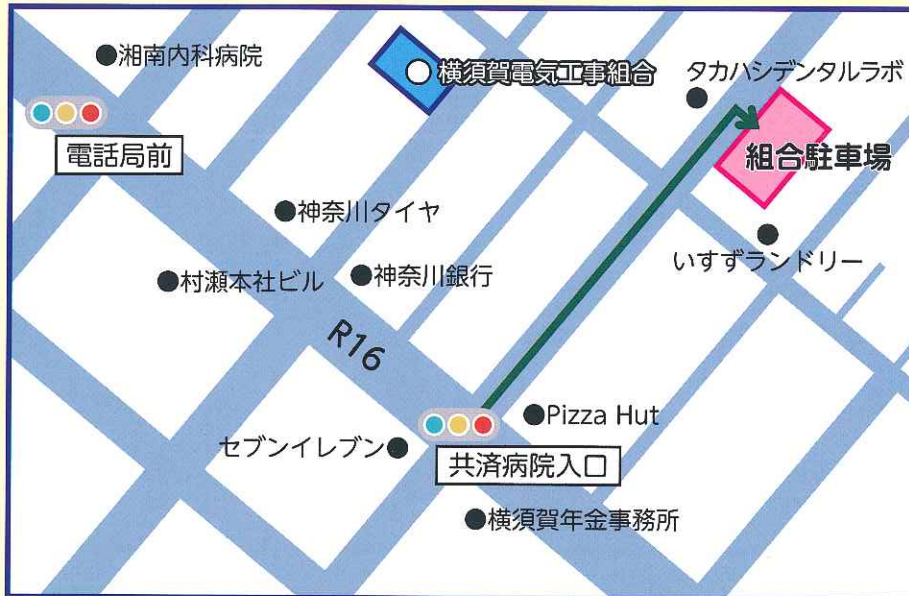 湘南内科病院
横須賀電気工事組合
タカハシデンタルラボ
電話局前
組合駐車場
神奈川タイヤ
いすずランドリー
村瀬本社ビル
神奈川銀行
R16
Pizza Hut
セブンイレブン
共済病院入口
横須賀年金事務所